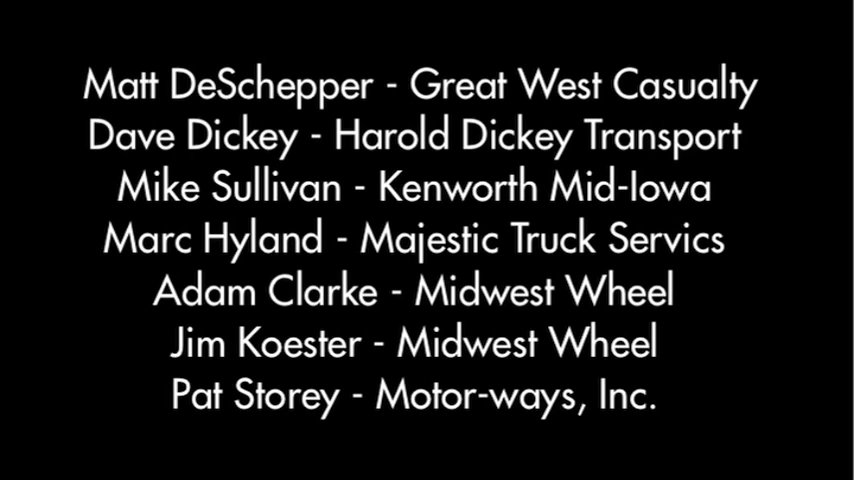 Matt DeSchepper - Great West Casualty
Dave Dickey - Harold Dickey Transport
Mike Sullivan - Kenworth Mid-Iowa
Marc Hyland - Majestic Truck Servics
Adam Clarke - Midwest Wheel
Jim Koester - Midwest Wheel
Pat Storey - Motor-ways, Inc.